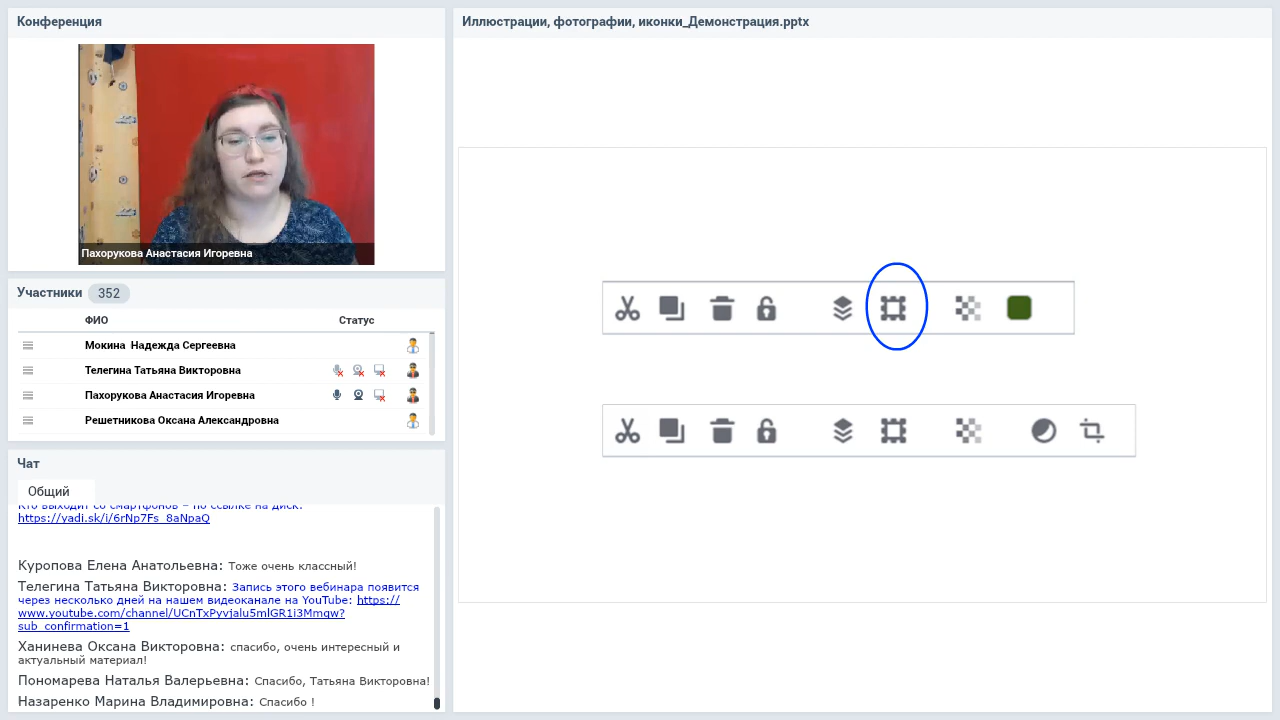 Конференция
Пахорукова Анастасия Игоревна
Участники 352
ФИО Статус
Мокина Надежда Сергеевна
Телегина Татьяна Викторовна
Пахорукова Анастасия Игоревна
Решетникова Оксана Александровна
Чат
Общий
Кто выходит со смартфонов – по ссылке на диск:
https://yadi.sk/i/6rNp7Fs_8aNpaQ
Куропова Елена Анатольевна: Тоже очень классный!
Телегина Татьяна Викторовна: Запись этого вебинара появится
через несколько дней на нашем видеоканале на YouTube: https://
www.youtube.com/channel/UCnTxPyvjalu5mlGR1i3Mmqw?
sub_confirmation=1
Ханинева Оксана Викторовна: спасибо, очень интересный и
актуальный материал!
Пономарева Наталья Валерьевна: Спасибо, Татьяна Викторовна!
Назаренко Марина Владимировна: Спасибо !
Иллюстрации, фотографии, иконки_Демонстрация.pptx